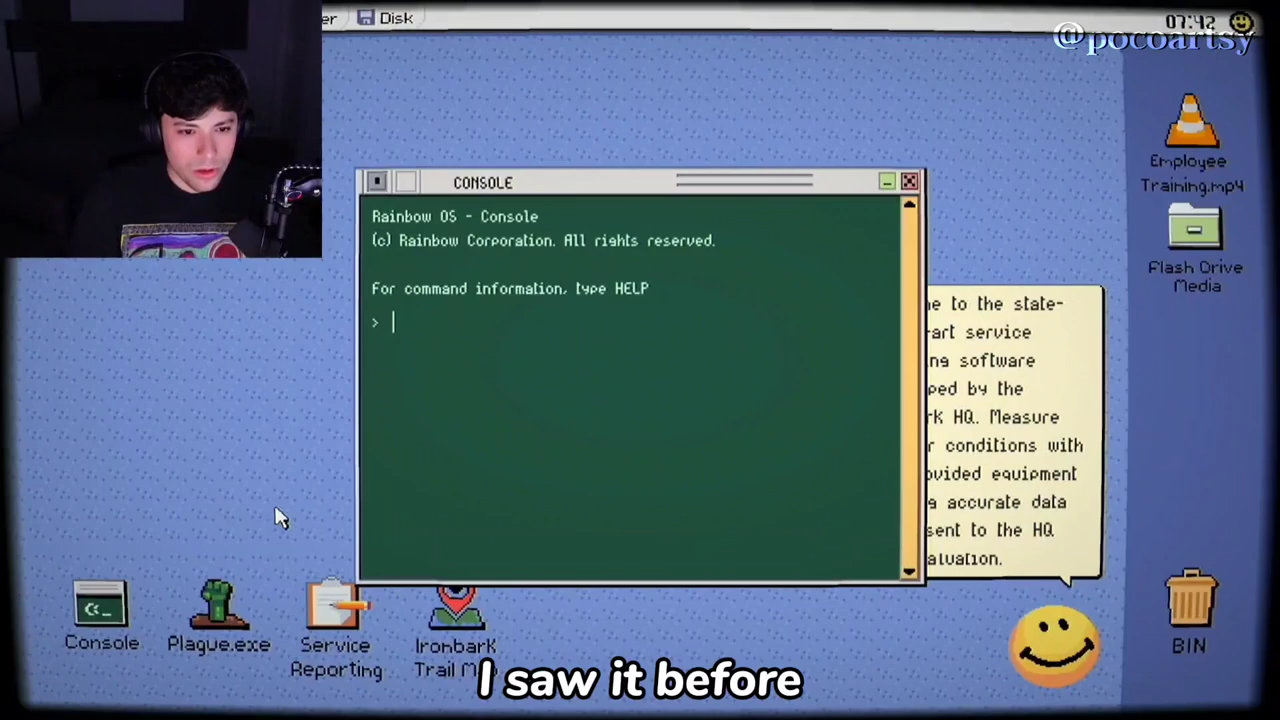 er
Disk
07:42
@pocoartsy
Employee
Training.mp4
Flash Drive
Media
CONSOLE
Rainbow OS - Console
(c) Rainbow Corporation. All rights reserved.
For command information, type HELP
>
ne to the state-
art service
ing software
ped by the
rk HQ. Measure
r conditions with
ovided equipment
g accurate data
sent to the HQ
aluation.
Console
Plague.exe
Service
Reporting
Ironbark
Trail M
BIN
I saw it before